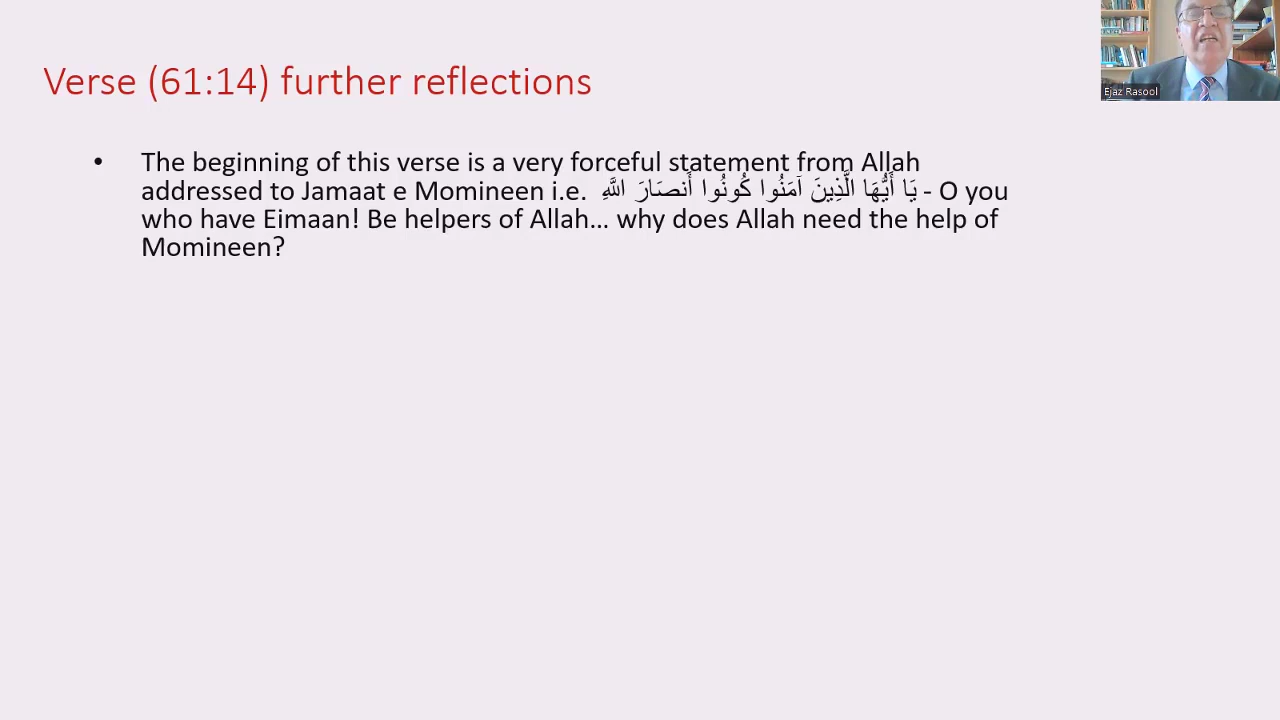 Verse (61:14) further reflections
• The beginning of this verse is a very forceful statement from Allah
addressed to Jamaat e Momineen i.e. يَا أَيُّهَا الَّذِينَ آمَنُوا كُونُوا أَنصَارَ اللَّهِ - O you
who have Eimaan! Be helpers of Allah… why does Allah need the help of
Momineen?
Ejaz Rasool